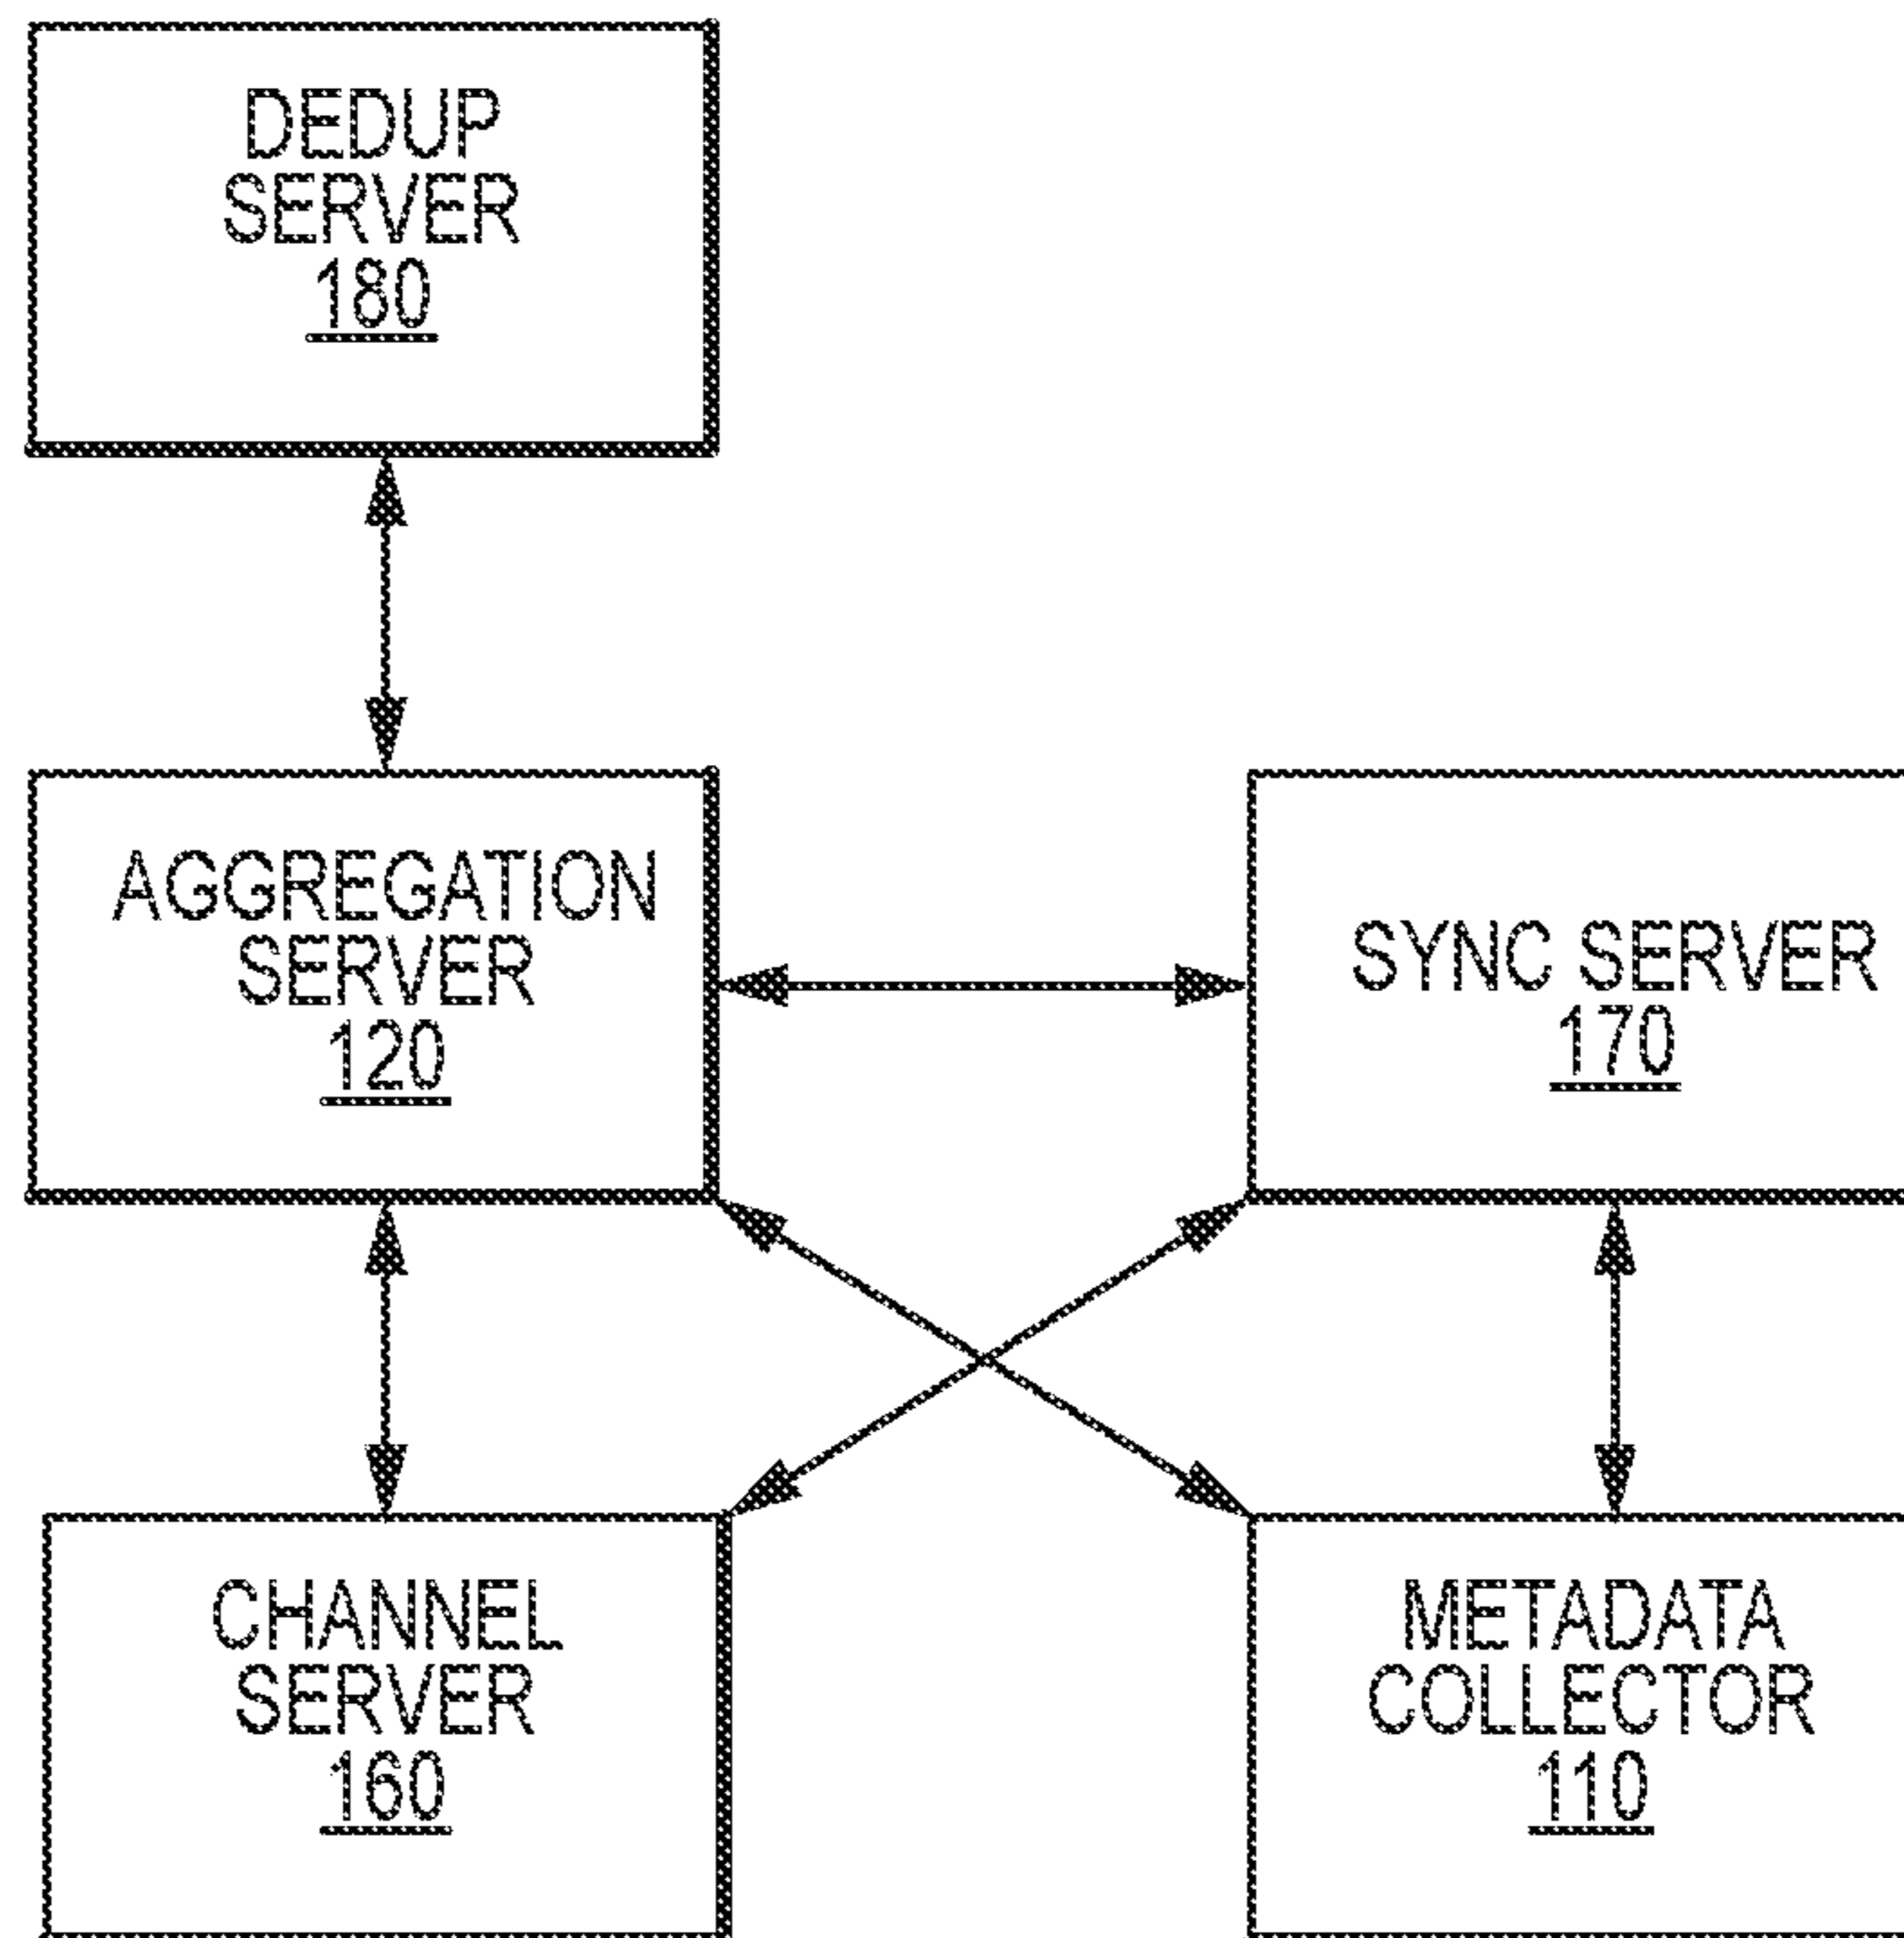 DEDUP
SERVER
180
AGGREGATION
SERVER
120
SYNC SERVER
170
CHANNEL
SERVER
160
METADATA
COLLECTOR
110